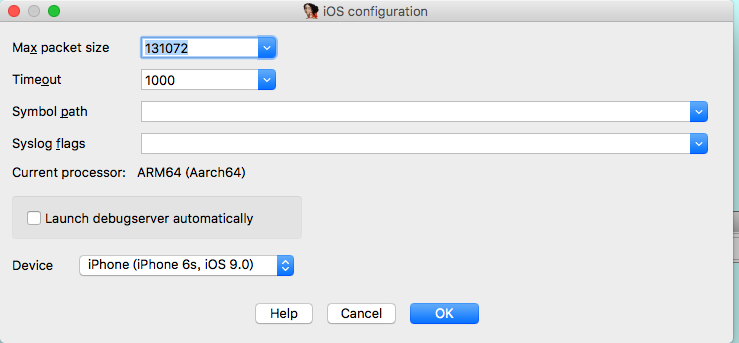 iOS configuration
Max packet size 131072
Timeout 1000
Symbol path
Syslog flags
Current processor: ARM64 (Aarch64)
Launch debugserver automatically
Device iPhone (iPhone 6s, iOS 9.0)
Help Cancel OK